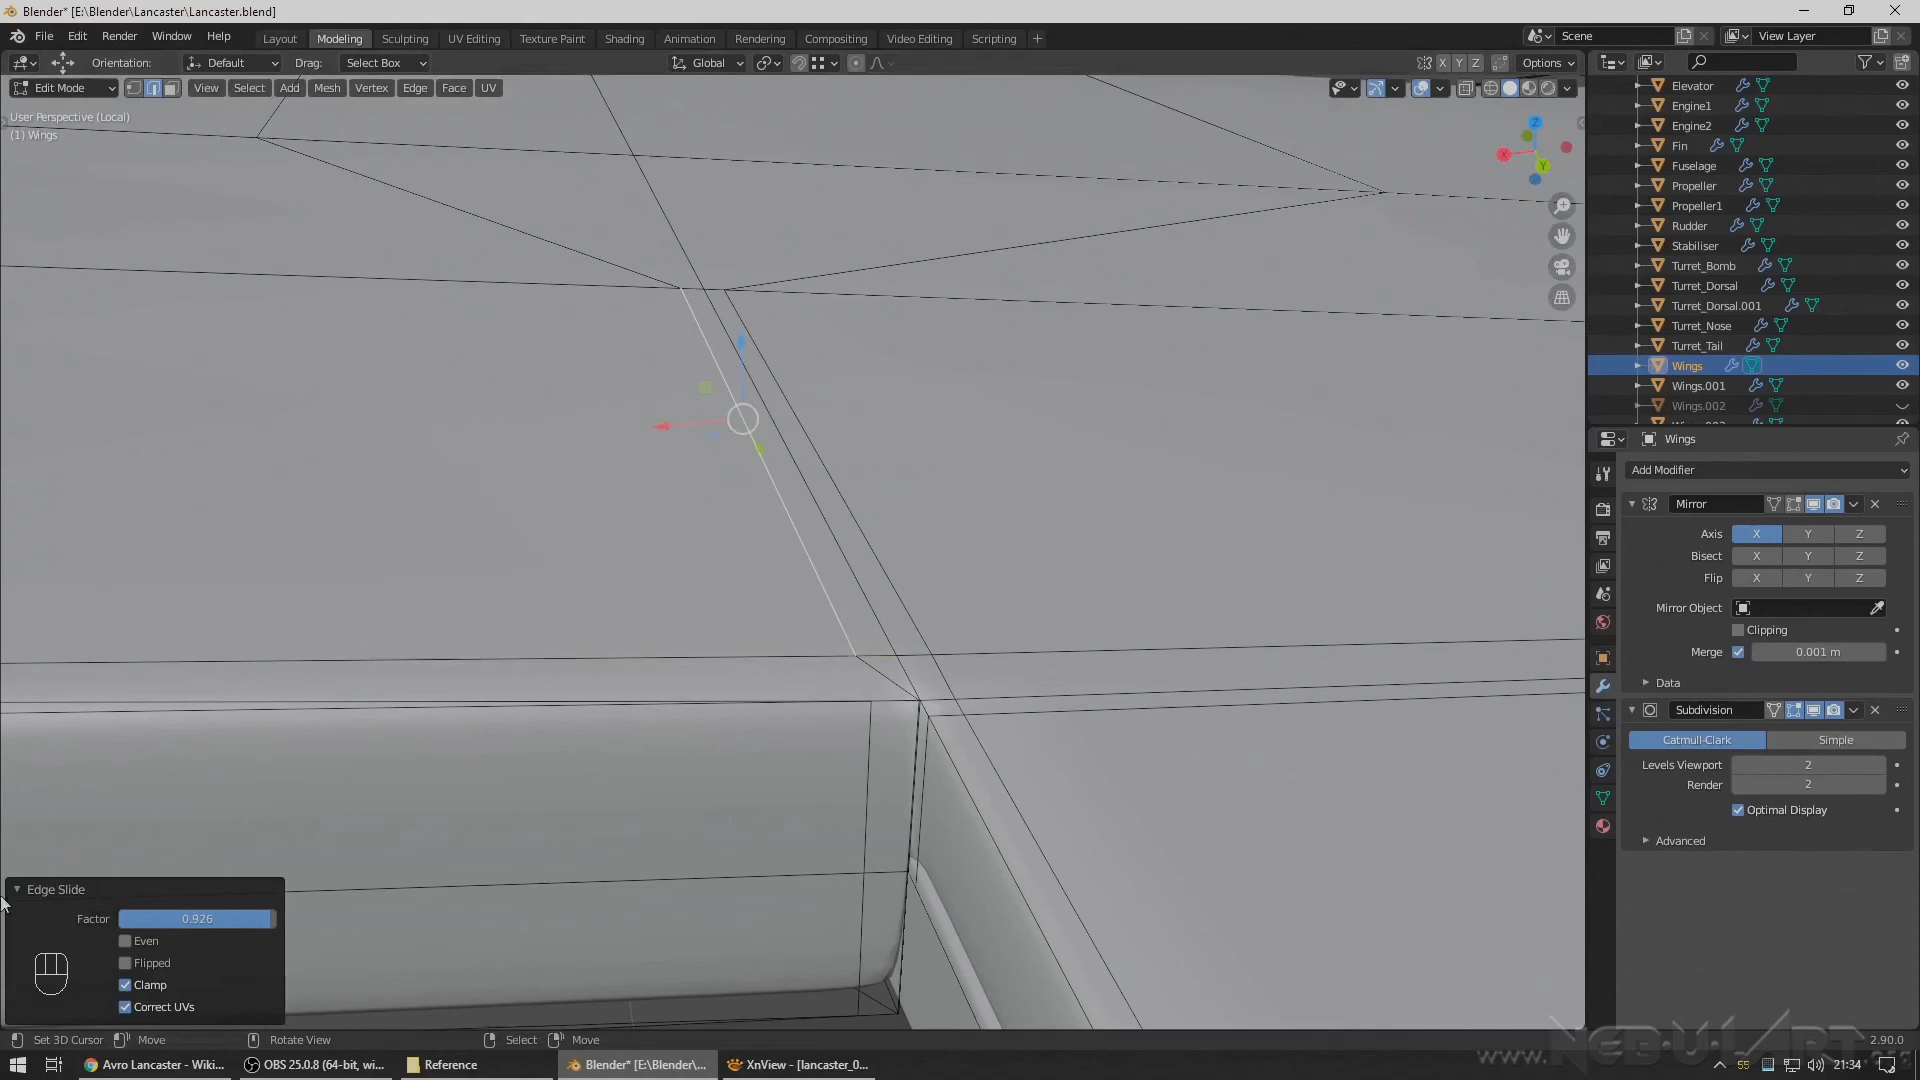 Blender* [E:\Blender\Lancaster\Lancaster.blend]
File Edit Render Window Help
Layout Modeling Sculpting UV Editing Texture Paint Shading Animation Rendering Compositing Video Editing Scripting +
Scene
View Layer
Orientation: Default Drag: Select Box
Global
X Y Z Options
Edit Mode View Select Add Mesh Vertex Edge Face UV
User Perspective (Local)
(1) Wings
Z
X
Y
Elevator
Engine1
Engine2
Fin
Fuselage
Propeller
Propeller1
Rudder
Stabiliser
Turret_Bomb
Turret_Dorsal
Turret_Dorsal.001
Turret_Nose
Turret_Tail
Wings
Wings.001
Wings.002
Wings
Add Modifier
Mirror
Axis X Y Z
Bisect X Y Z
Flip X Y Z
Mirror Object
Clipping
Merge 0.001 m
Data
Subdivision
Catmull-Clark Simple
Levels Viewport 2
Render 2
Optimal Display
Advanced
Edge Slide
Factor 0.926
Even
Flipped
Clamp
Correct UVs
Set 3D Cursor Move Rotate View Select Move
2.90.0
Avro Lancaster - Wiki...
OBS 25.0.8 (64-bit, wi...
Reference
Blender* [E:\Blender\...
XnView - [lancaster_0...
55
21:34